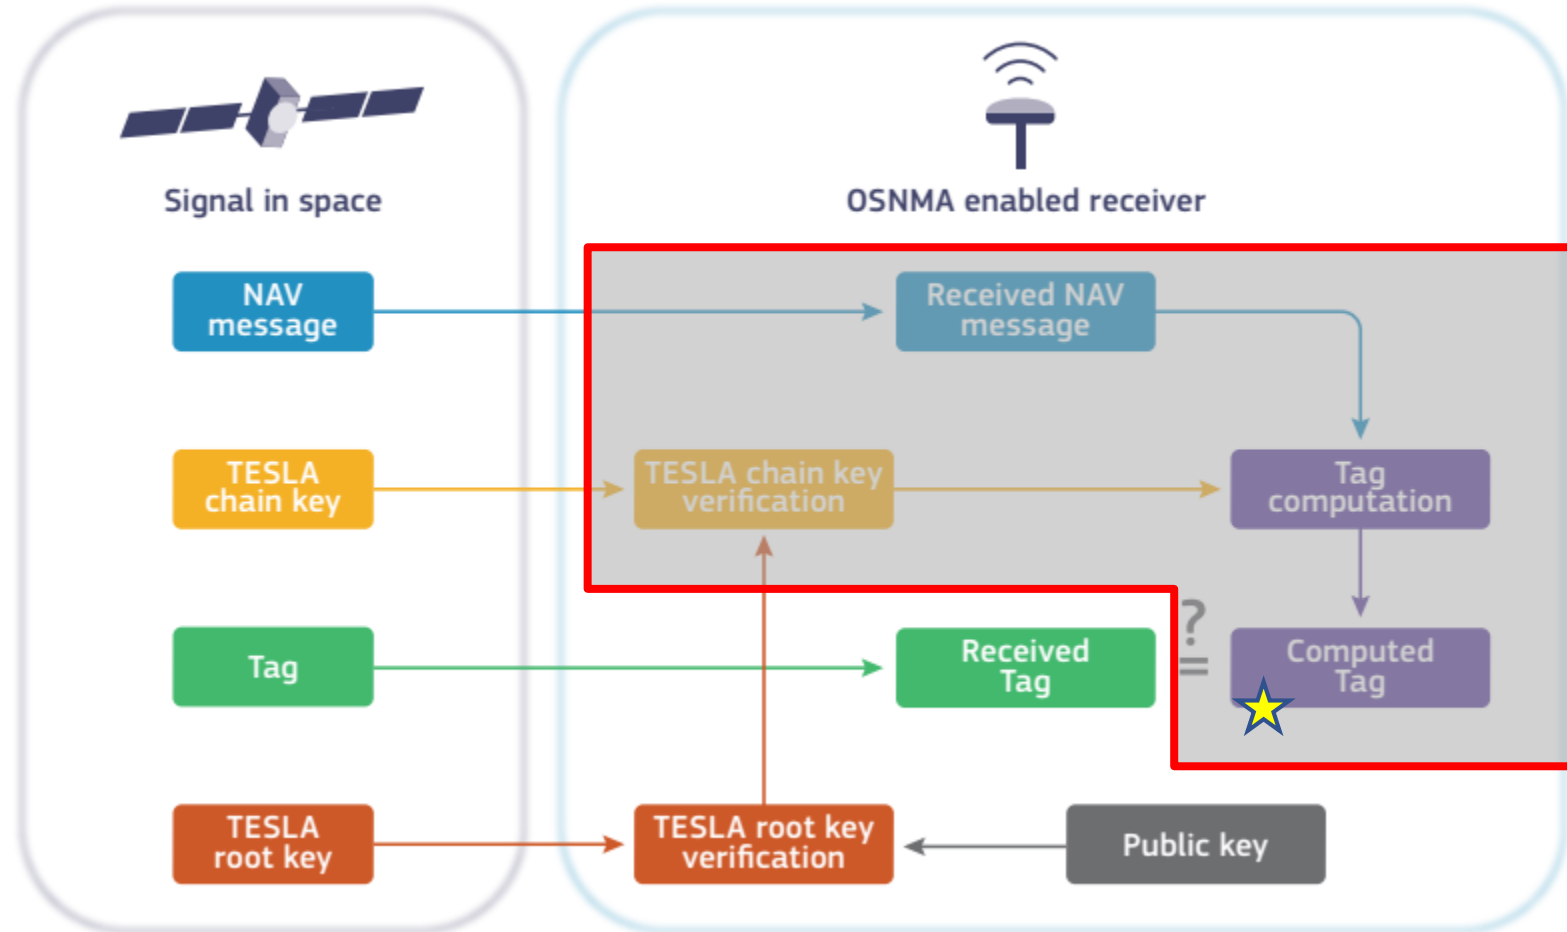 Signal in space
OSNMA enabled receiver
NAV
message
Received NAV
message
TESLA
chain key
TESLA chain key
verification
Tag
computation
Tag
Received
Tag
?
=
Computed
Tag
TESLA
root key
TESLA root key
verification
Public key